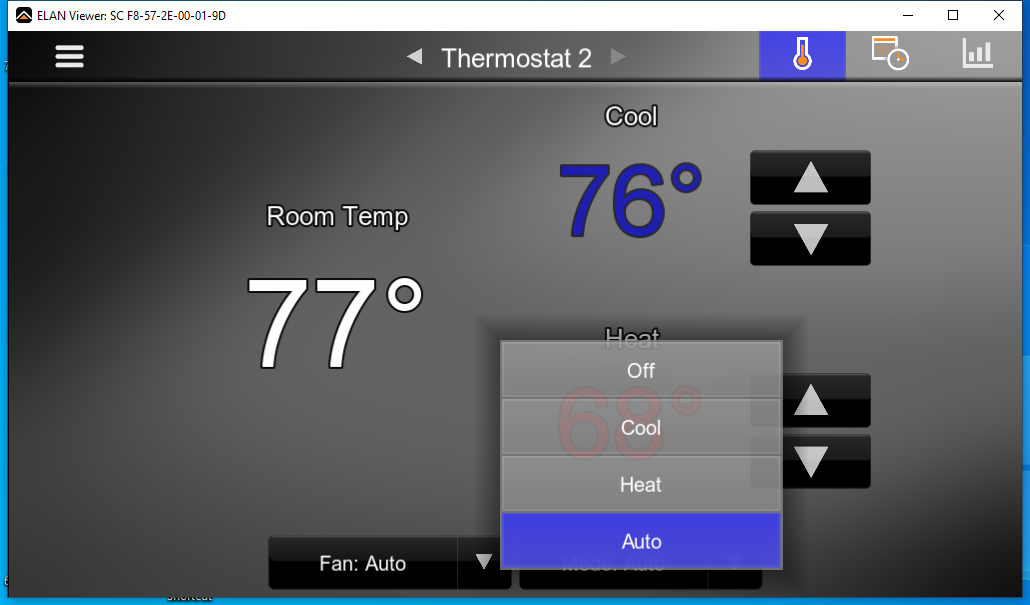 ELAN Viewer: SC F8-57-2E-00-01-9D
Thermostat 2
Cool
76°
Room Temp
77°
Heat
68°
Off
Cool
Heat
Auto
Fan: Auto
Mode: Auto
Shortcut